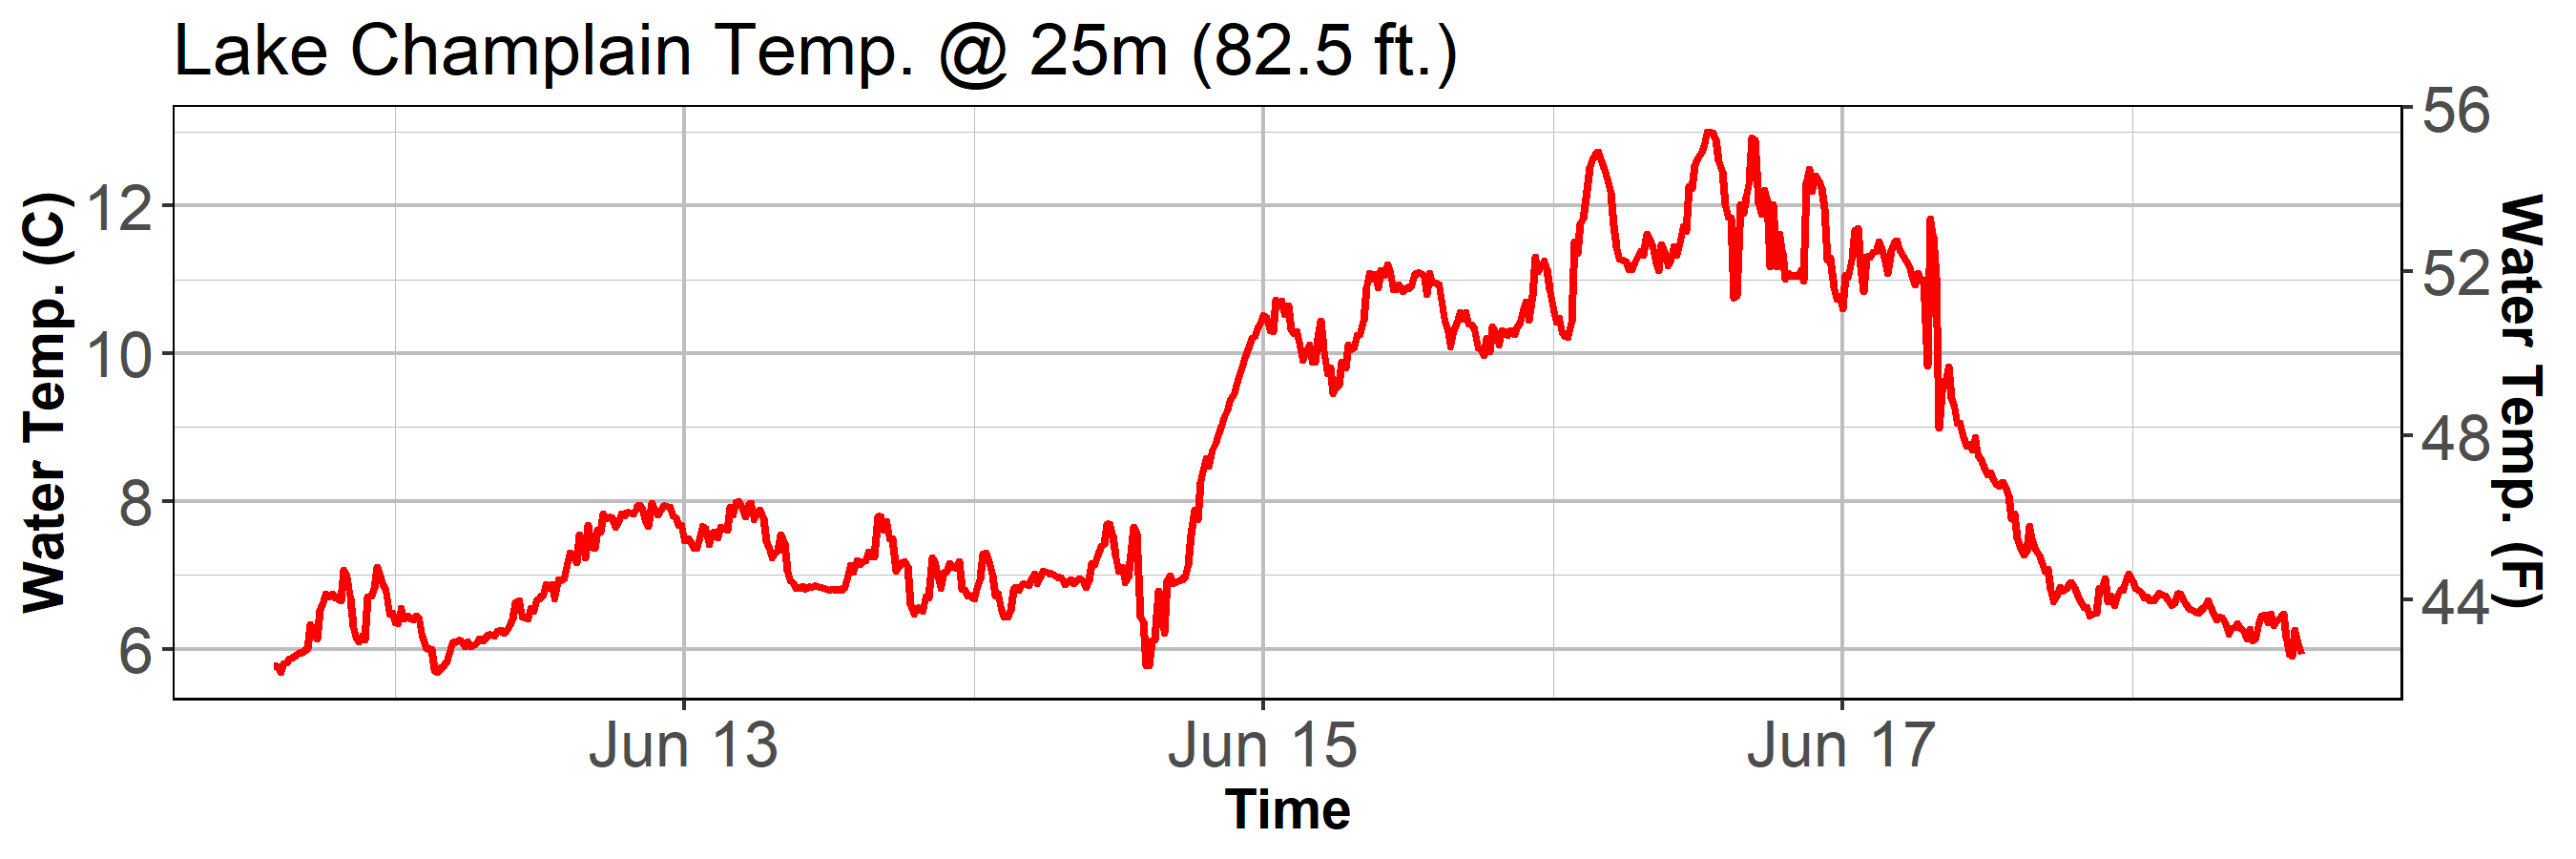 Lake Champlain Temp. @ 25m (82.5 ft.)
Water Temp. (C)
12
10
8
6
56
52
48
44
Water Temp. (F)
Jun 13
Jun 15
Jun 17
Time